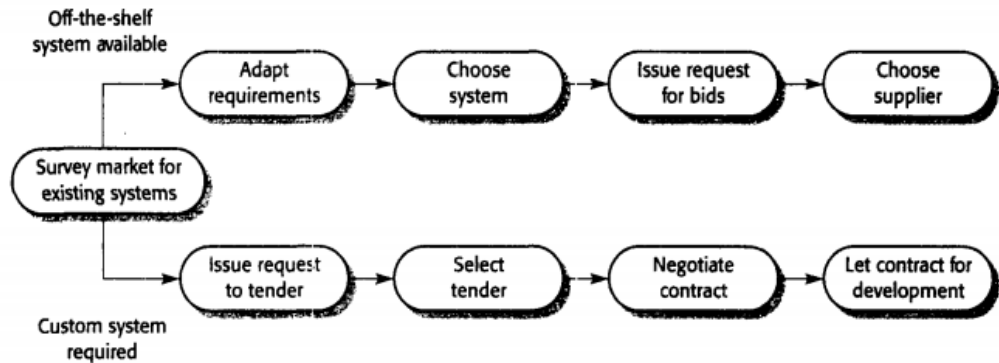 Off-the-shelf
system available
Adapt
requirements
Choose
system
Issue request
for bids
Choose
supplier
Survey market for
existing systems
Issue request
to tender
Select
tender
Negotiate
contract
Let contract for
development
Custom system
required